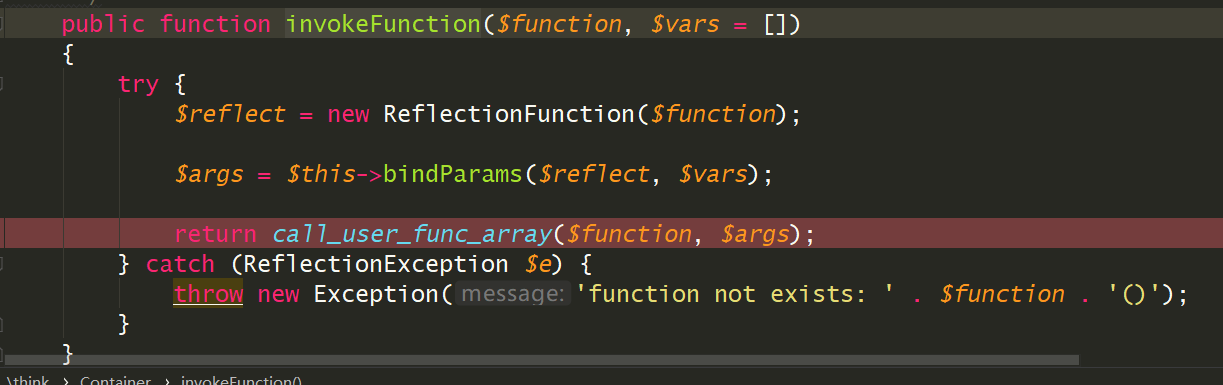 public function invokeFunction($function, $vars = [])
{
try {
$reflect = new ReflectionFunction($function);
$args = $this->bindParams($reflect, $vars);
return call_user_func_array($function, $args);
} catch (ReflectionException $e) {
throw new Exception( message: 'function not exists: ' . $function . '()');
}
}
\think > Container > invokeFunction()